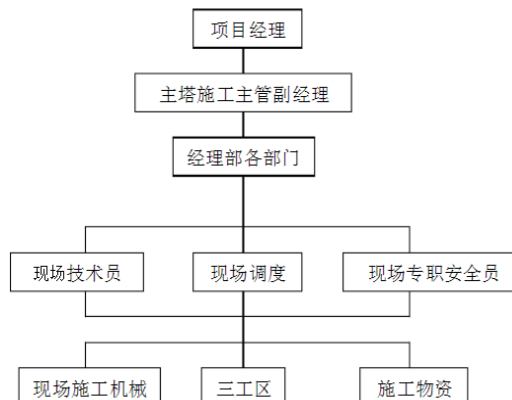 项目经理
主塔施工主管副经理
经理部各部门
现场技术员
现场调度
现场专职安全员
现场施工机械
三工区
施工物资